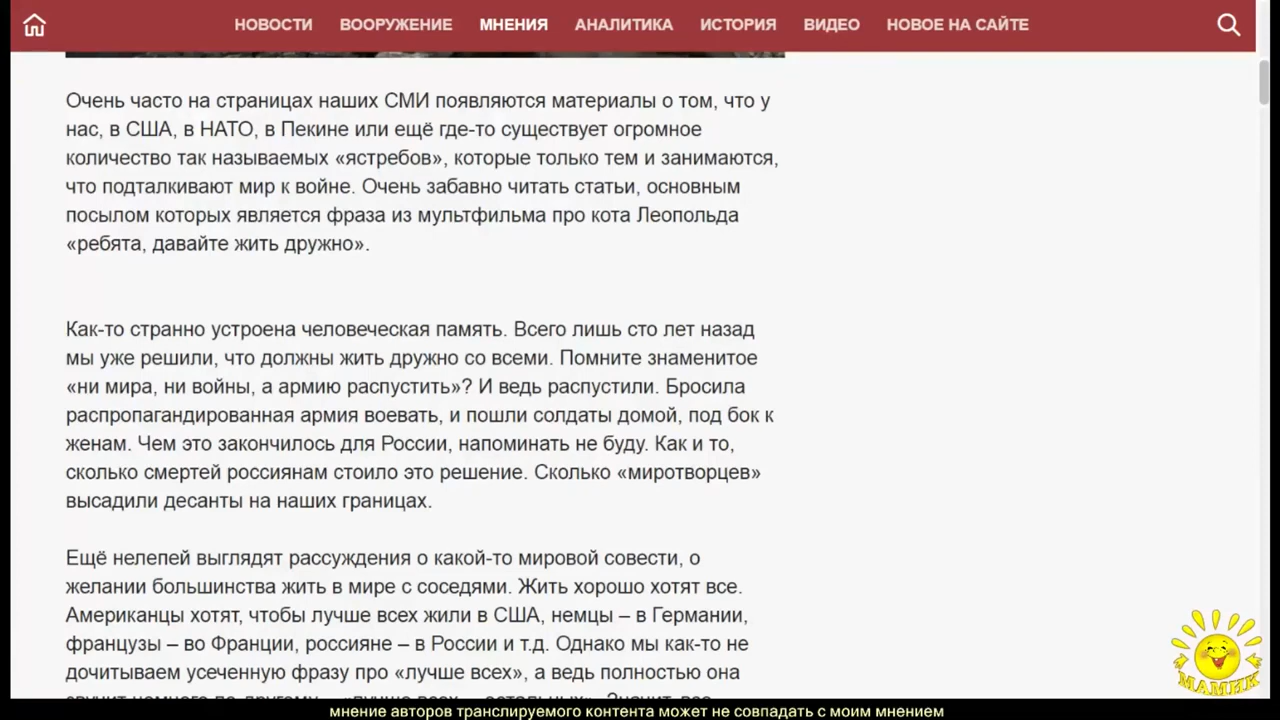 НОВОСТИ ВООРУЖЕНИЕ МНЕНИЯ АНАЛИТИКА ИСТОРИЯ ВИДЕО НОВОЕ НА САЙТЕ
Очень часто на страницах наших СМИ появляются материалы о том, что у
нас, в США, в НАТО, в Пекине или ещё где-то существует огромное
количество так называемых «ястребов», которые только тем и занимаются,
что подталкивают мир к войне. Очень забавно читать статьи, основным
посылом которых является фраза из мультфильма про кота Леопольда
«ребята, давайте жить дружно».
Как-то странно устроена человеческая память. Всего лишь сто лет назад
мы уже решили, что должны жить дружно со всеми. Помните знаменитое
«ни мира, ни войны, а армию распустить»? И ведь распустили. Бросила
распропагандированная армия воевать, и пошли солдаты домой, под бок к
женам. Чем это закончилось для России, напоминать не буду. Как и то,
сколько смертей россиянам стоило это решение. Сколько «миротворцев»
высадили десанты на наших границах.
Ещё нелепей выглядят рассуждения о какой-то мировой совести, о
желании большинства жить в мире с соседями. Жить хорошо хотят все.
Американцы хотят, чтобы лучше всех жили в США, немцы – в Германии,
французы – во Франции, россияне – в России и т.д. Однако мы как-то не
дочитываем усеченную фразу про «лучше всех», а ведь полностью она
МАМИК
мнение авторов транслируемого контента может не совпадать с моим мнением